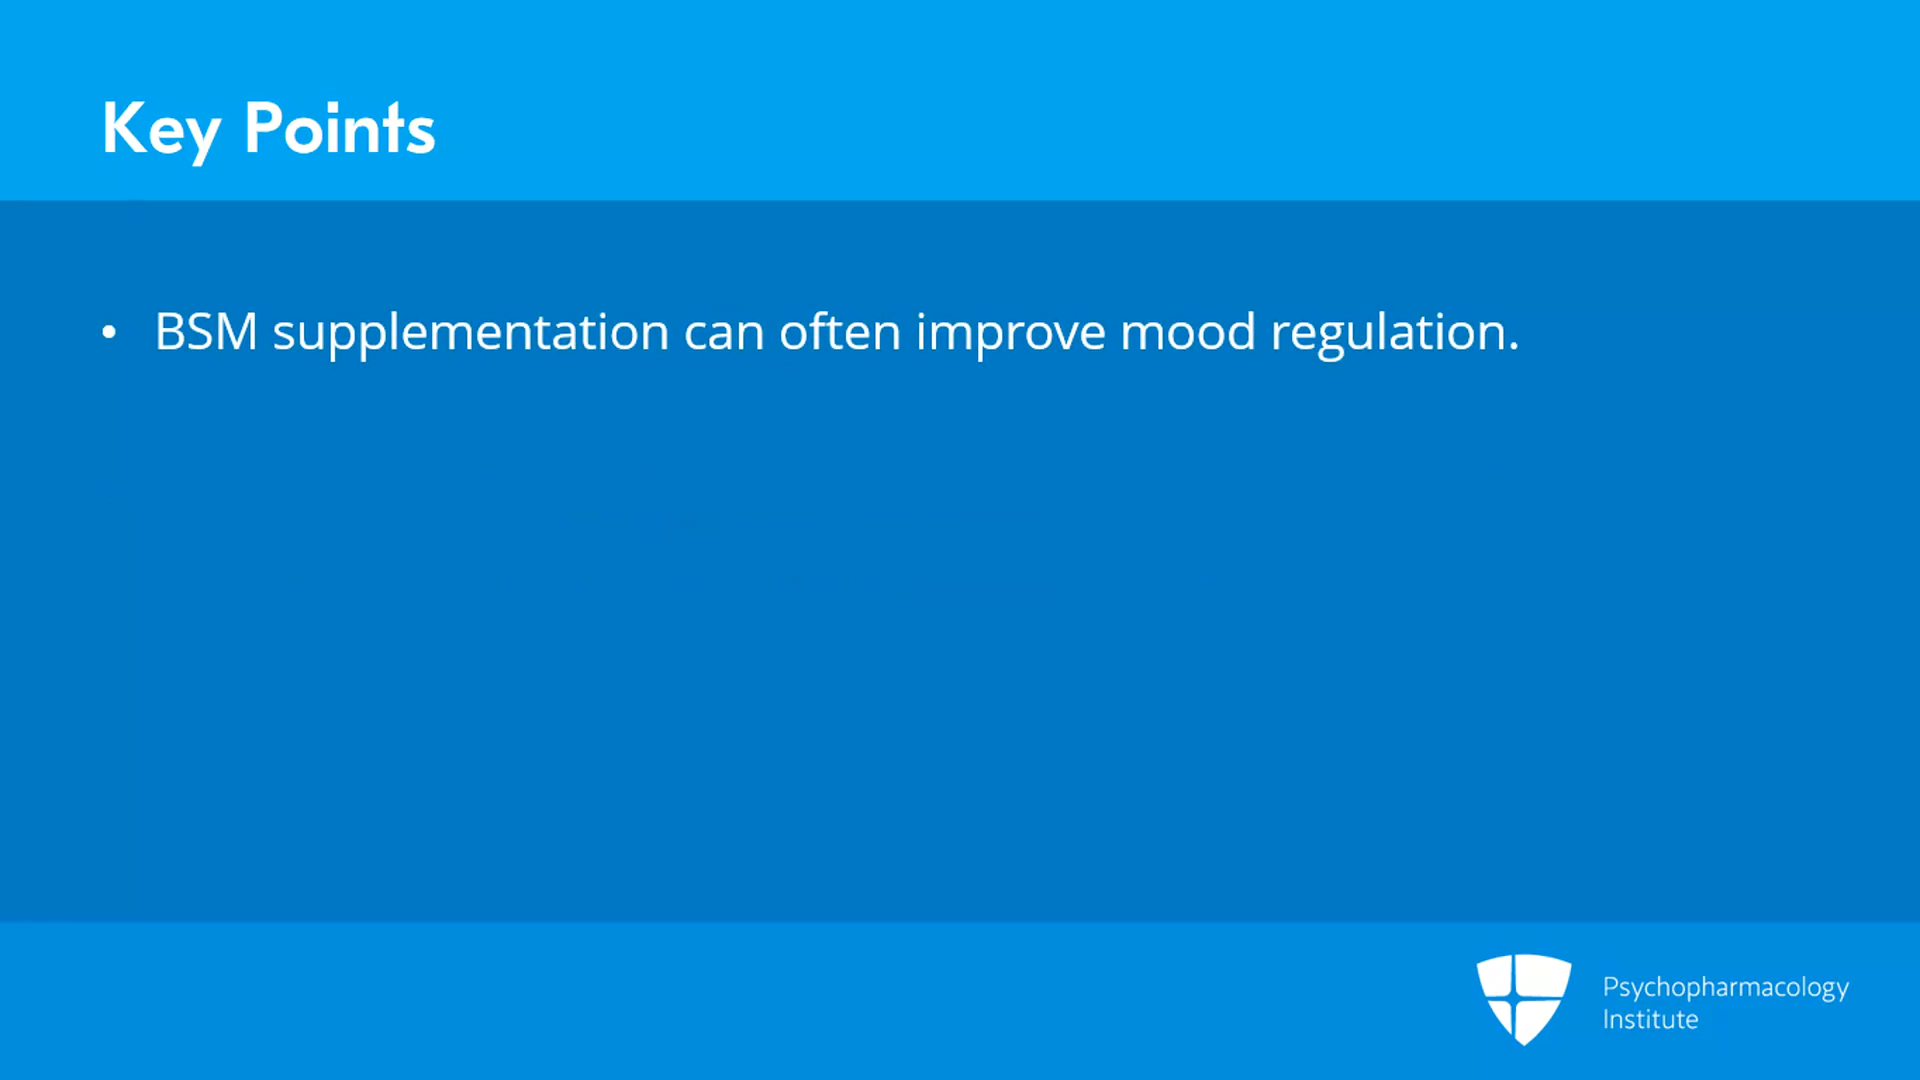 Key Points
• BSM supplementation can often improve mood regulation.
Psychopharmacology
Institute